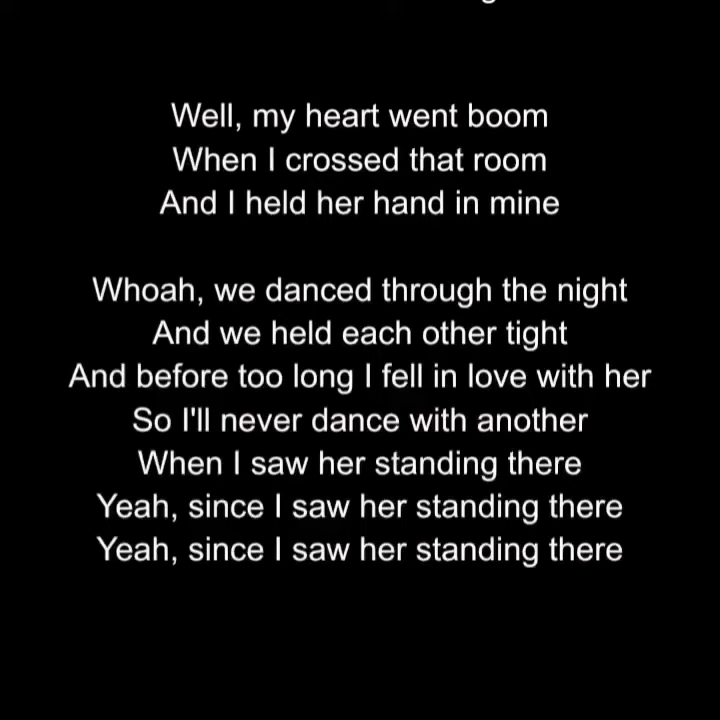 Well, my heart went boom
When I crossed that room
And I held her hand in mine
Whoah, we danced through the night
And we held each other tight
And before too long I fell in love with her
So I'll never dance with another
When I saw her standing there
Yeah, since I saw her standing there
Yeah, since I saw her standing there